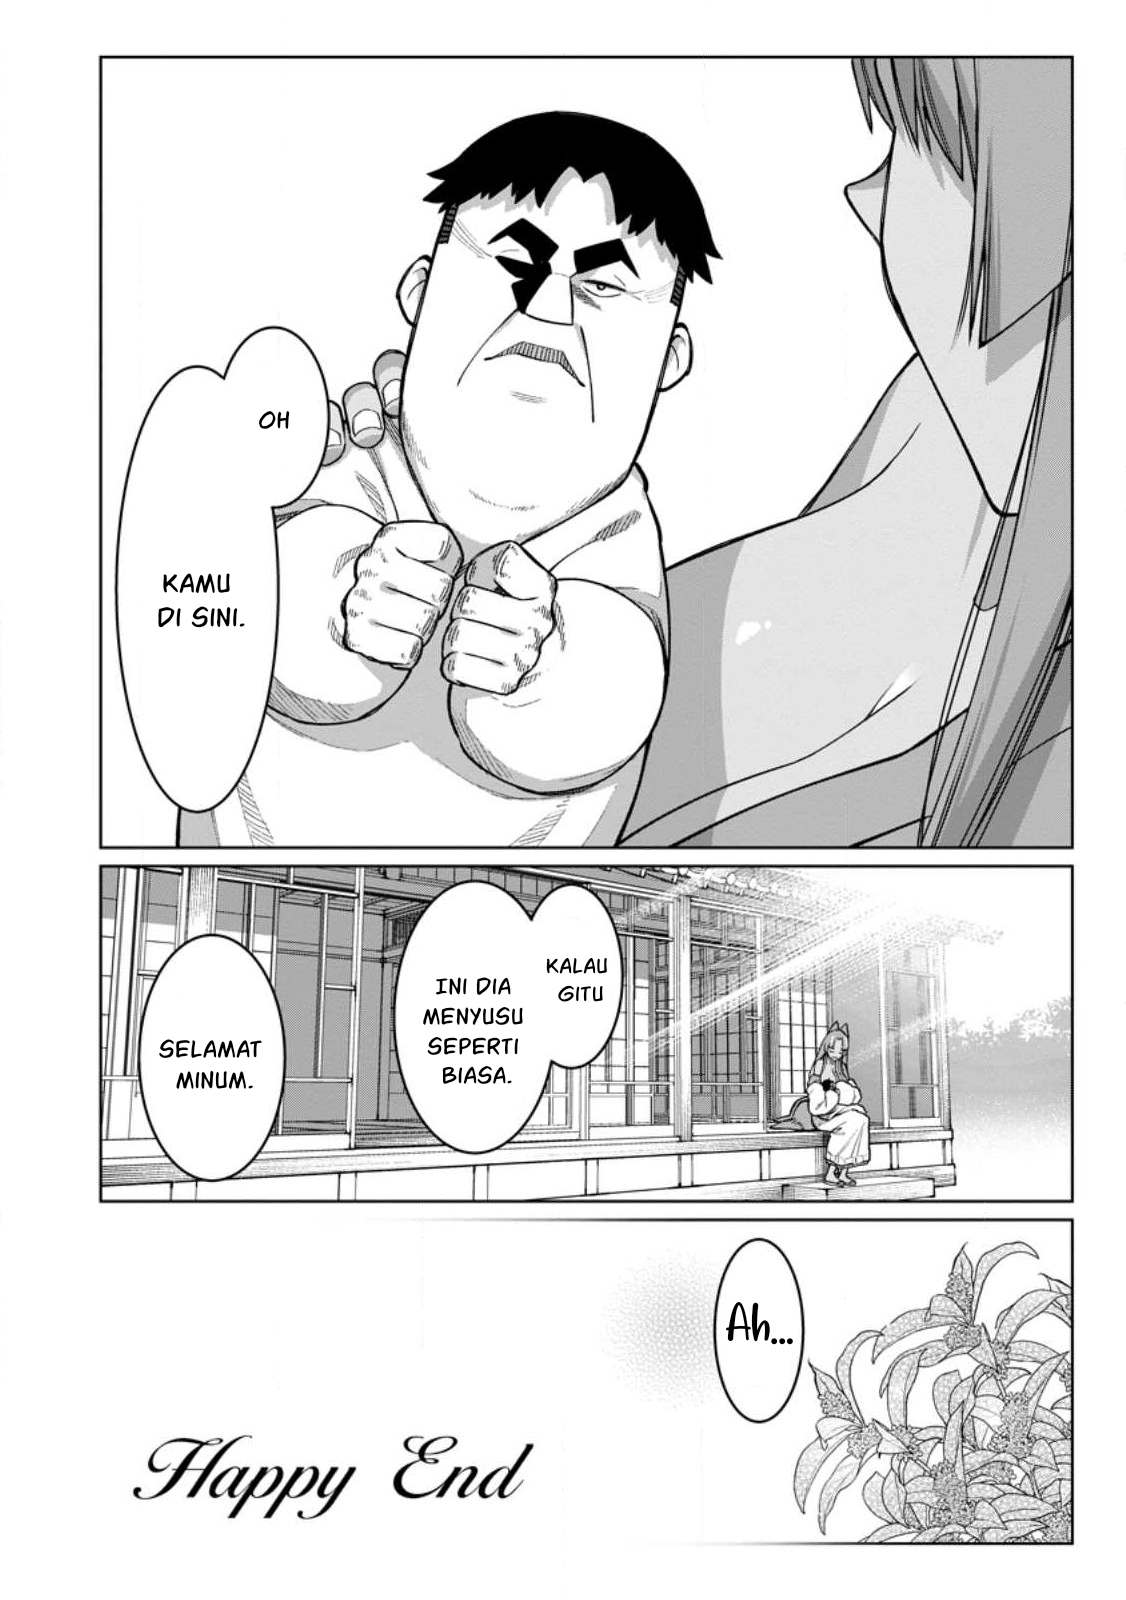 OH
KAMU
DI SINI.
KALAU
GITU
INI DIA
MENYUSU
SEPERTI
BIASA.
SELAMAT
MINUM.
Ah...
Happy End